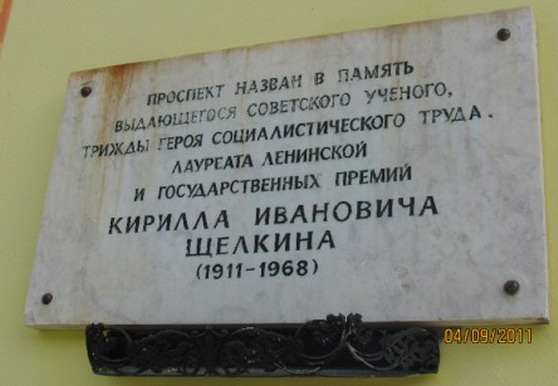 ПРОСПЕКТ НАЗВАН В ПАМЯТЬ
ВЫДАЮЩЕГОСЯ СОВЕТСКОГО УЧЕНОГО,
ТРИЖДЫ ГЕРОЯ СОЦИАЛИСТИЧЕСКОГО ТРУДА.
ЛАУРЕАТА ЛЕНИНСКОЙ
И ГОСУДАРСТВЕННЫХ ПРЕМИЙ
КИРИЛЛА ИВАНОВИЧА
ЩЕЛКИНА
(1911-1968)
04/09/2011